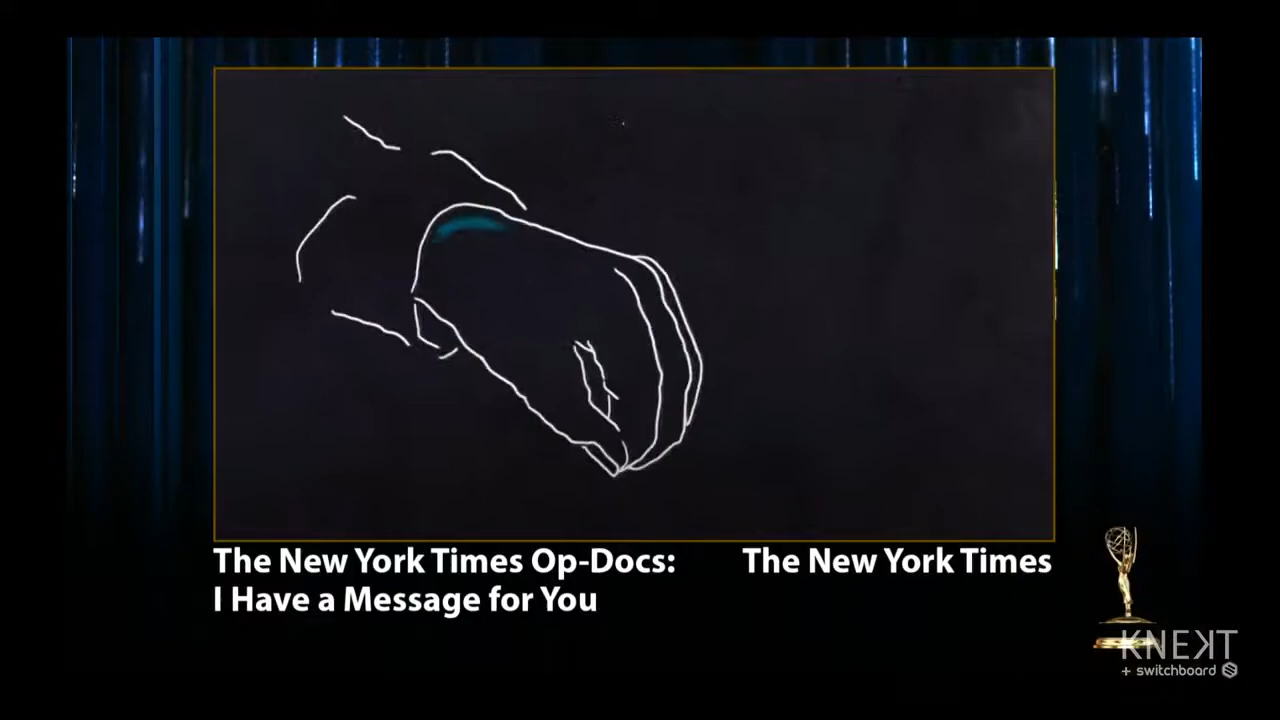 The New York Times Op-Docs:
I Have a Message for You
The New York Times
KNEKT
+ switchboard